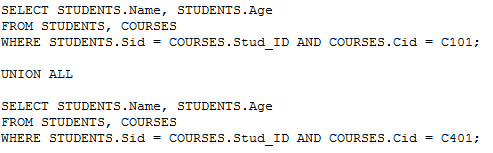 SELECT STUDENTS.Name, STUDENTS.Age
FROM STUDENTS, COURSES
WHERE STUDENTS.Sid = COURSES.Stud_ID AND COURSES.Cid = C101;
UNION ALL
SELECT STUDENTS.Name, STUDENTS.Age
FROM STUDENTS, COURSES
WHERE STUDENTS.Sid = COURSES.Stud_ID AND COURSES.Cid = C401;